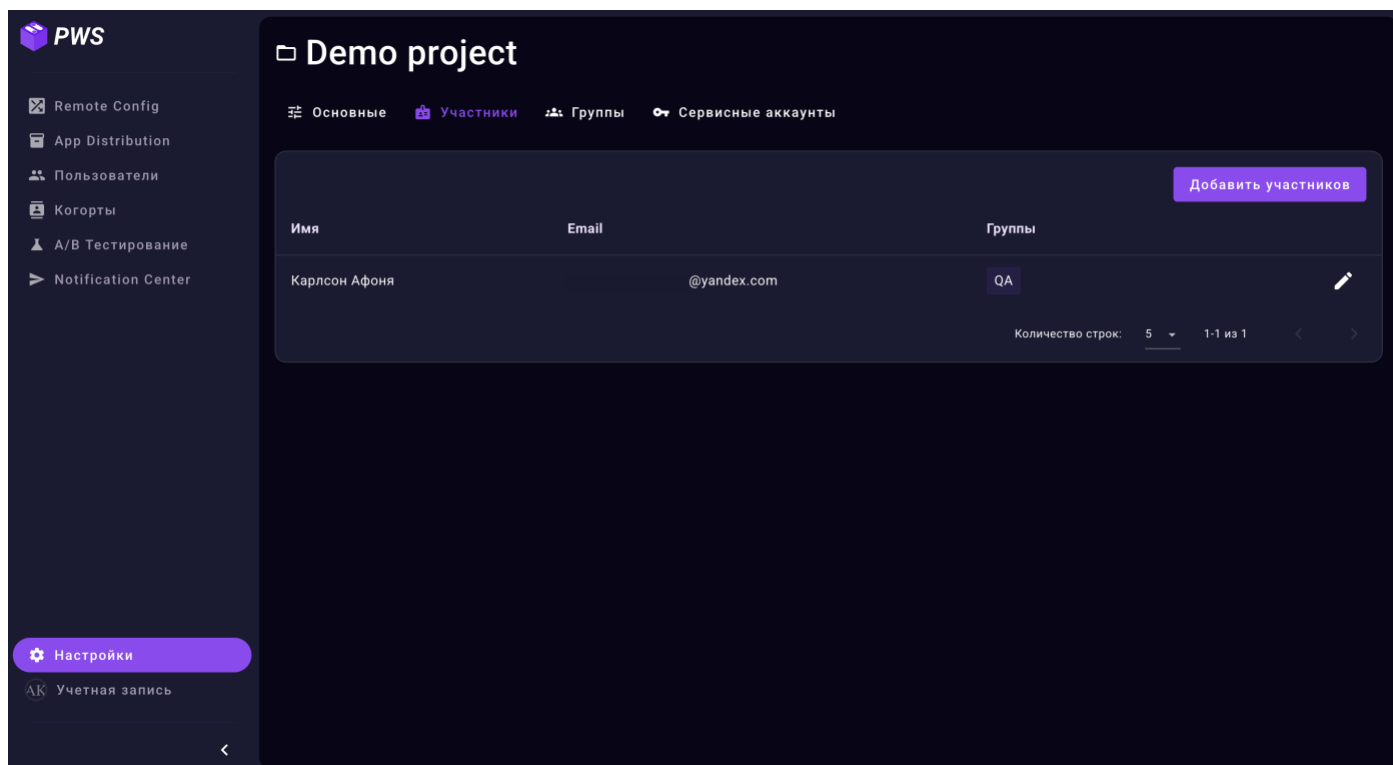 PWS
Remote Config
App Distribution
Пользователи
Когорты
A/B Тестирование
Notification Center
Настройки
AK Учетная запись
Demo project
Основные Участники Группы Сервисные аккаунты
Добавить участников
Имя Email Группы
Карлсон Афоня @yandex.com QA
Количество строк: 5 1-1 из 1